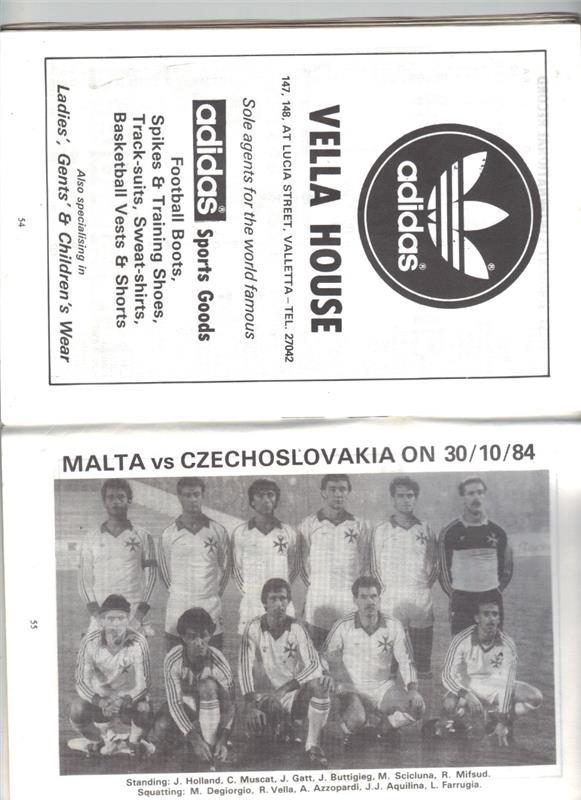 adidas®
VELLA HOUSE
147, 148, AT LUCIA STREET, VALLETTA – TEL. 27042
Sole agents for the world famous
adidas® Sports Goods
Football Boots,
Spikes & Training Shoes,
Track-suits, Sweat-shirts,
Basketball Vests & Shorts
Also specialising in
Ladies', Gents' & Children's Wear
54
MALTA vs CZECHOSLOVAKIA ON 30/10/84
Standing: J. Holland, C. Muscat, J. Gatt, J. Buttigieg, M. Scicluna, R. Mifsud.
Squatting: M. Degiorgio, R. Vella, A. Azzopardi, J.J. Aquilina, L. Farrugia.
55